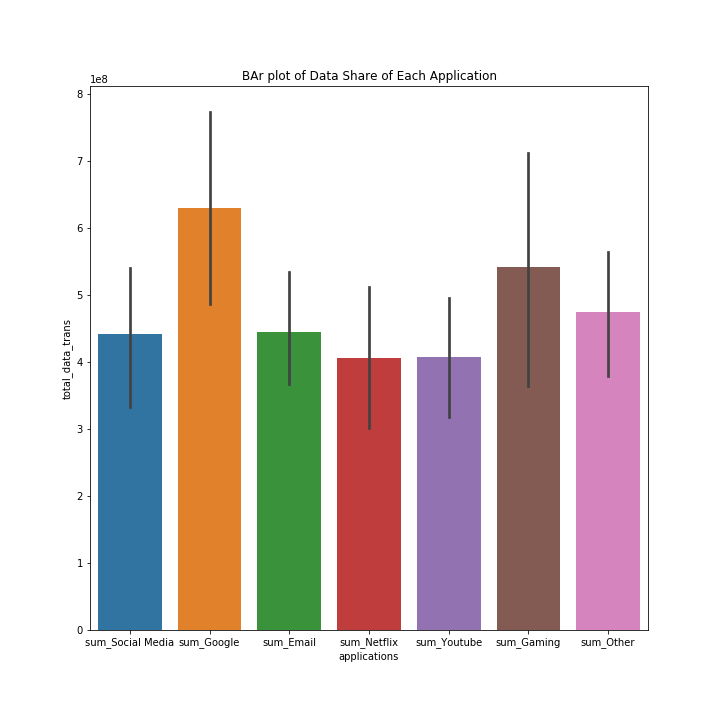 BAr plot of Data Share of Each Application
1e8
8
7
6
5
4
3
2
1
0
total_data_trans
sum_Social Media sum_Google sum_Email sum_Netflix sum_Youtube sum_Gaming sum_Other
applications